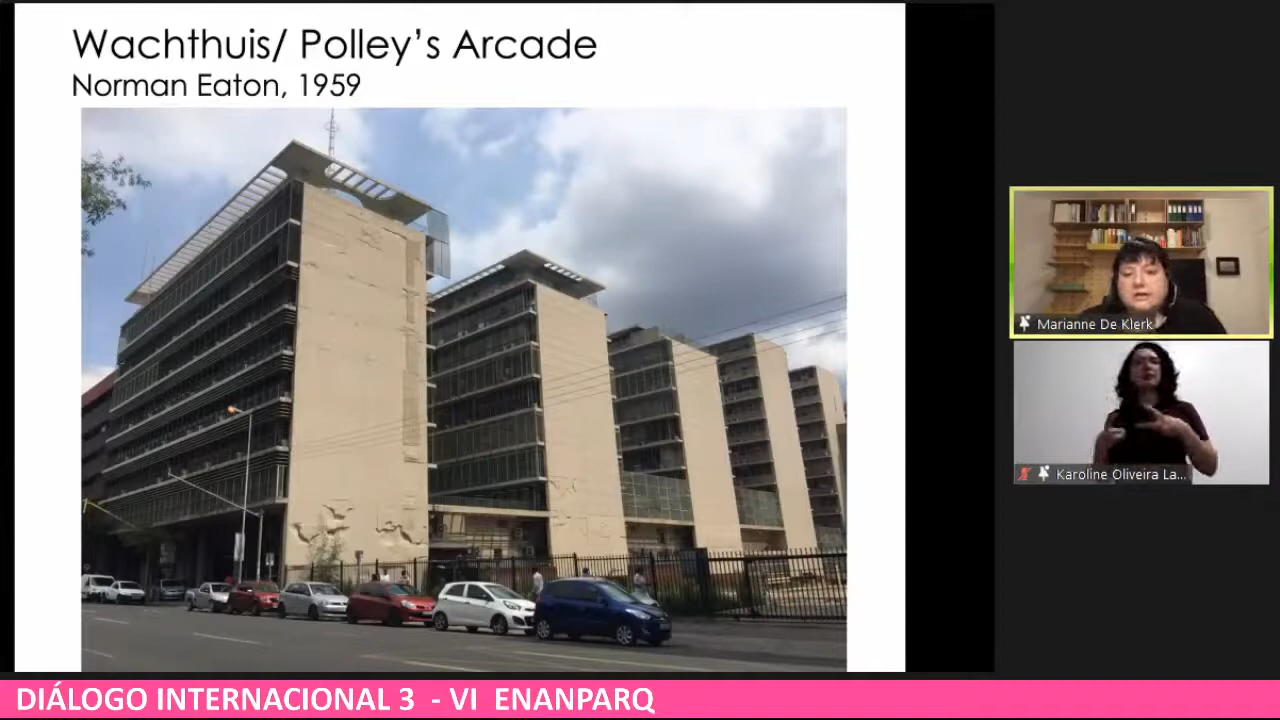 Wachthuis/ Polley's Arcade
Norman Eaton, 1959
Marianne De Klerk
Karoline Oliveira La...
DIÁLOGO INTERNACIONAL 3 - VI ENANPARQ